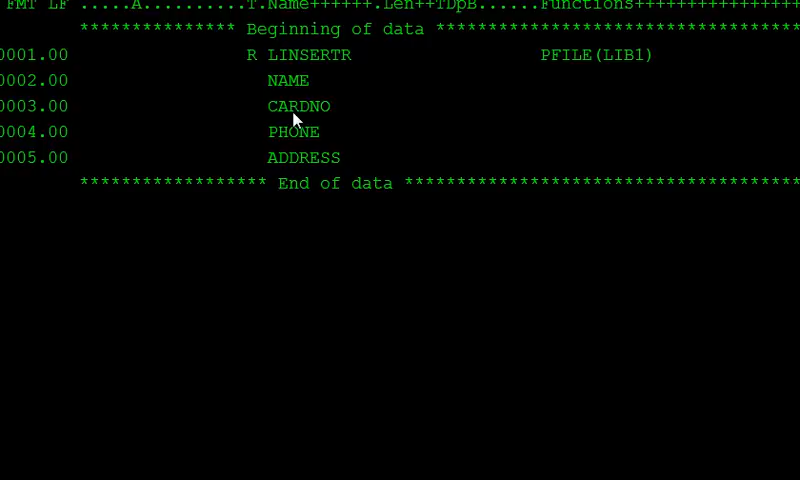 FMT LF .....A..........T.Name++++++.Len++TDpB......Functions++++++++++++++++
*************** Beginning of data ***********************************
0001.00 R LINSERTR PFILE(LIB1)
0002.00 NAME
0003.00 CARDNO
0004.00 PHONE
0005.00 ADDRESS
****************** End of data **************************************